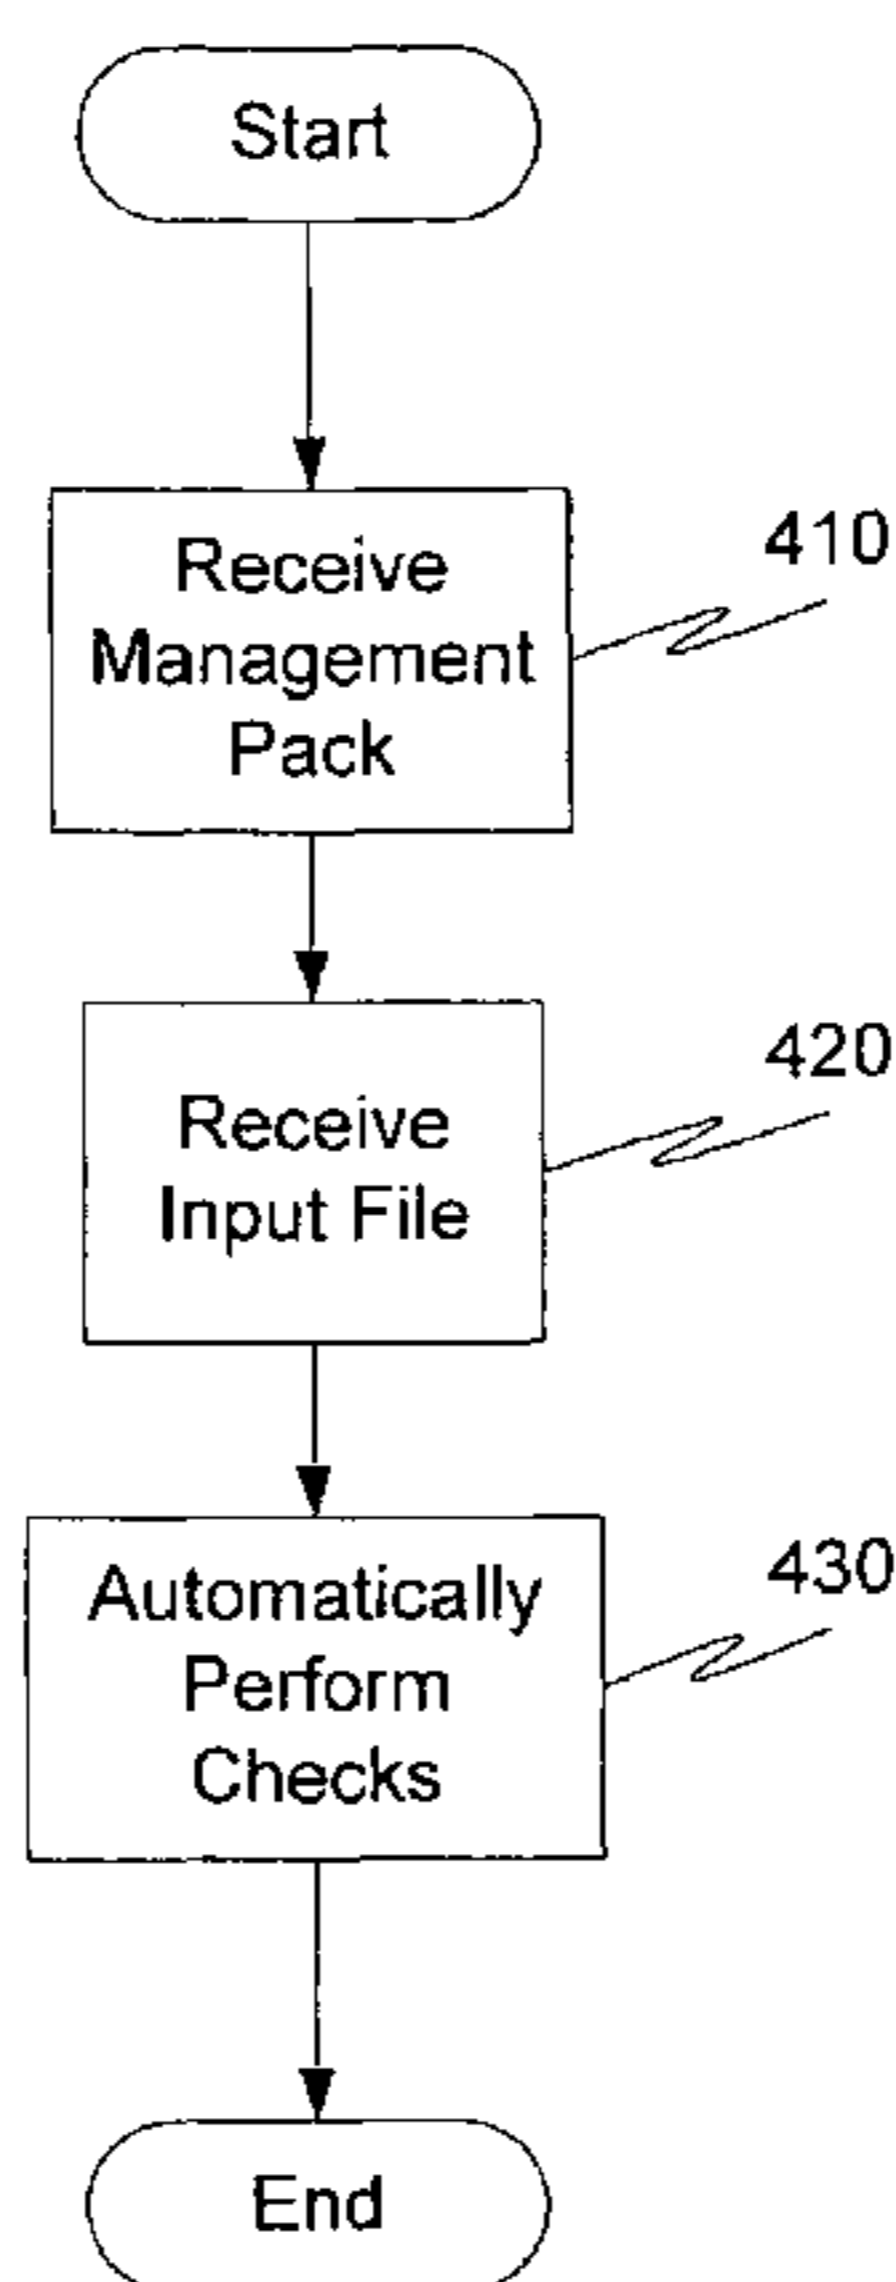 Start
Receive
Management
Pack
410
Receive
Input File
420
Automatically
Perform
Checks
430
End